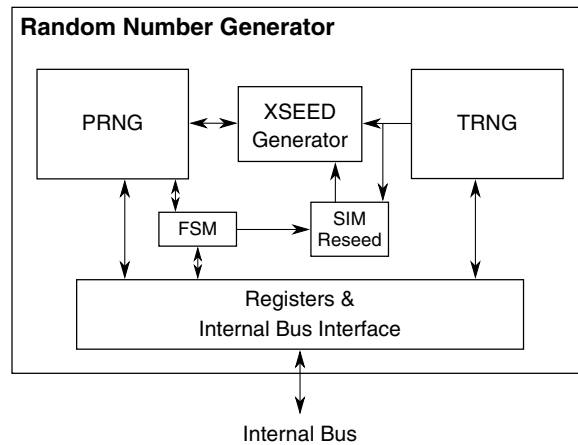 Random Number Generator
PRNG
XSEED
Generator
TRNG
FSM
SIM
Reseed
Registers &
Internal Bus Interface
Internal Bus